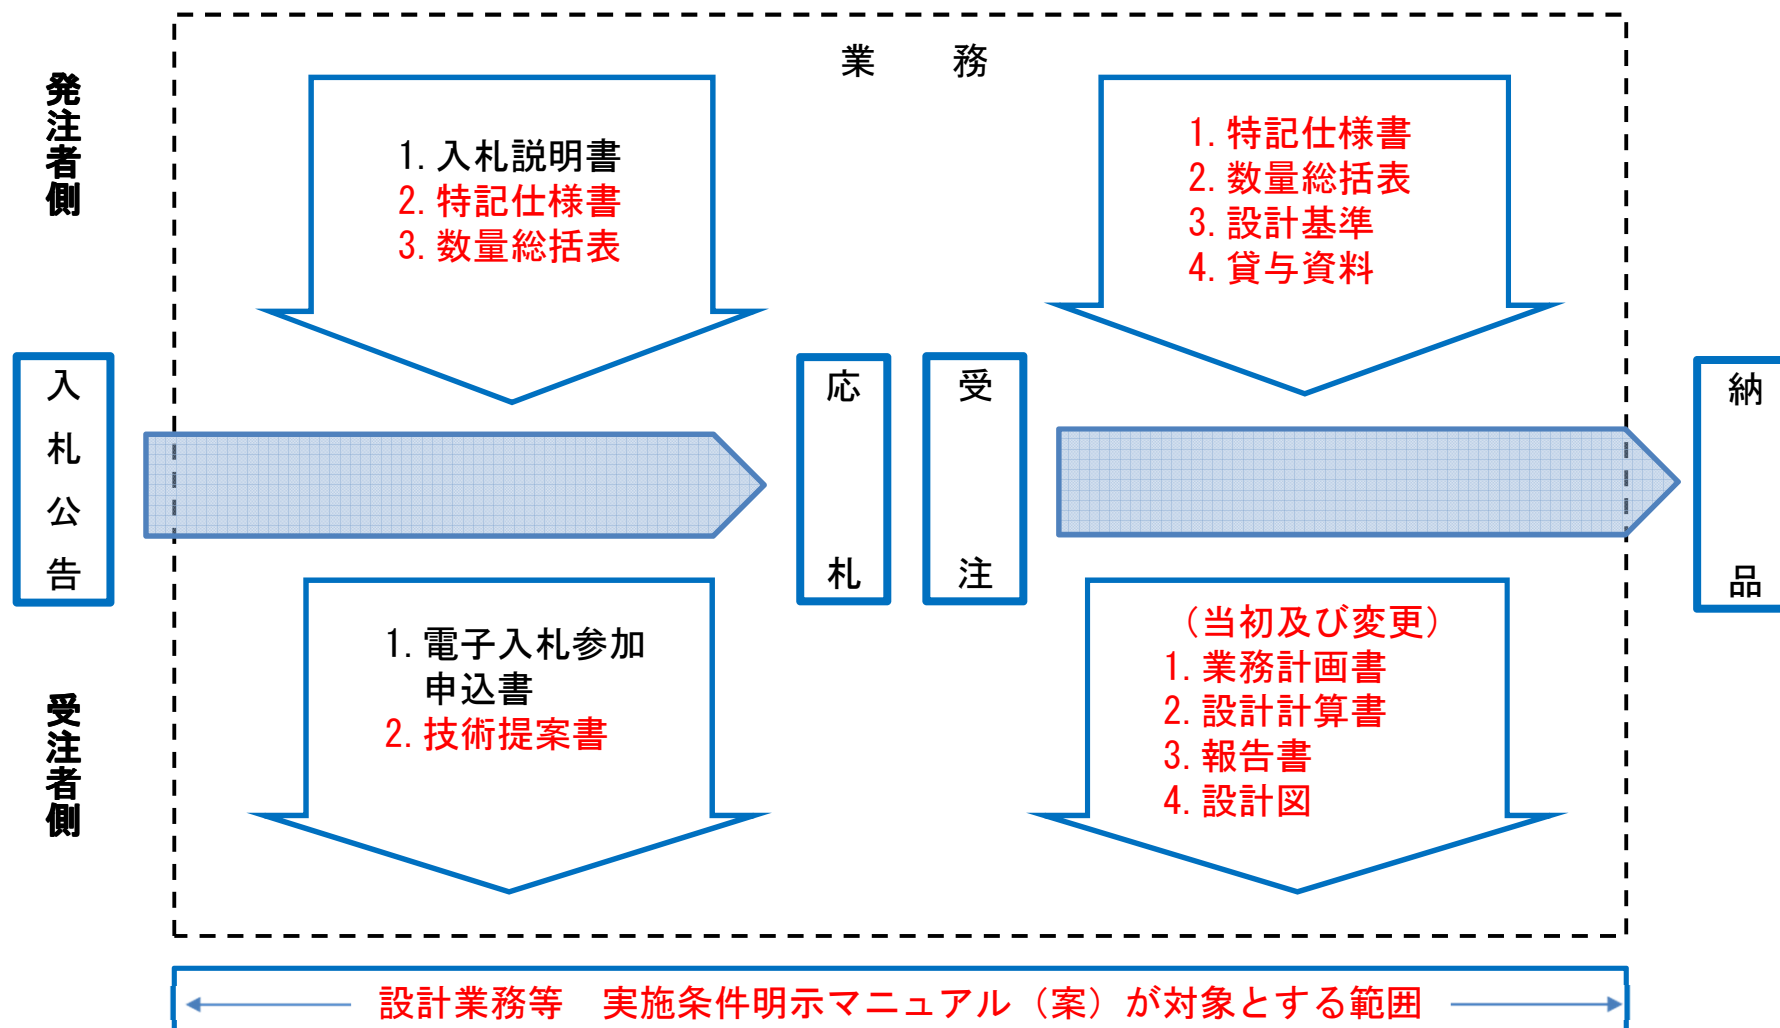 業　務
発注者側
1. 入札説明書
2. 特記仕様書
3. 数量総括表
1. 特記仕様書
2. 数量総括表
3. 設計基準
4. 貸与資料
入札公告
応札
受注
納品
受注者側
1. 電子入札参加
申込書
2. 技術提案書
（当初及び変更）
1. 業務計画書
2. 設計計算書
3. 報告書
4. 設計図
設計業務等　実施条件明示マニュアル（案）が対象とする範囲